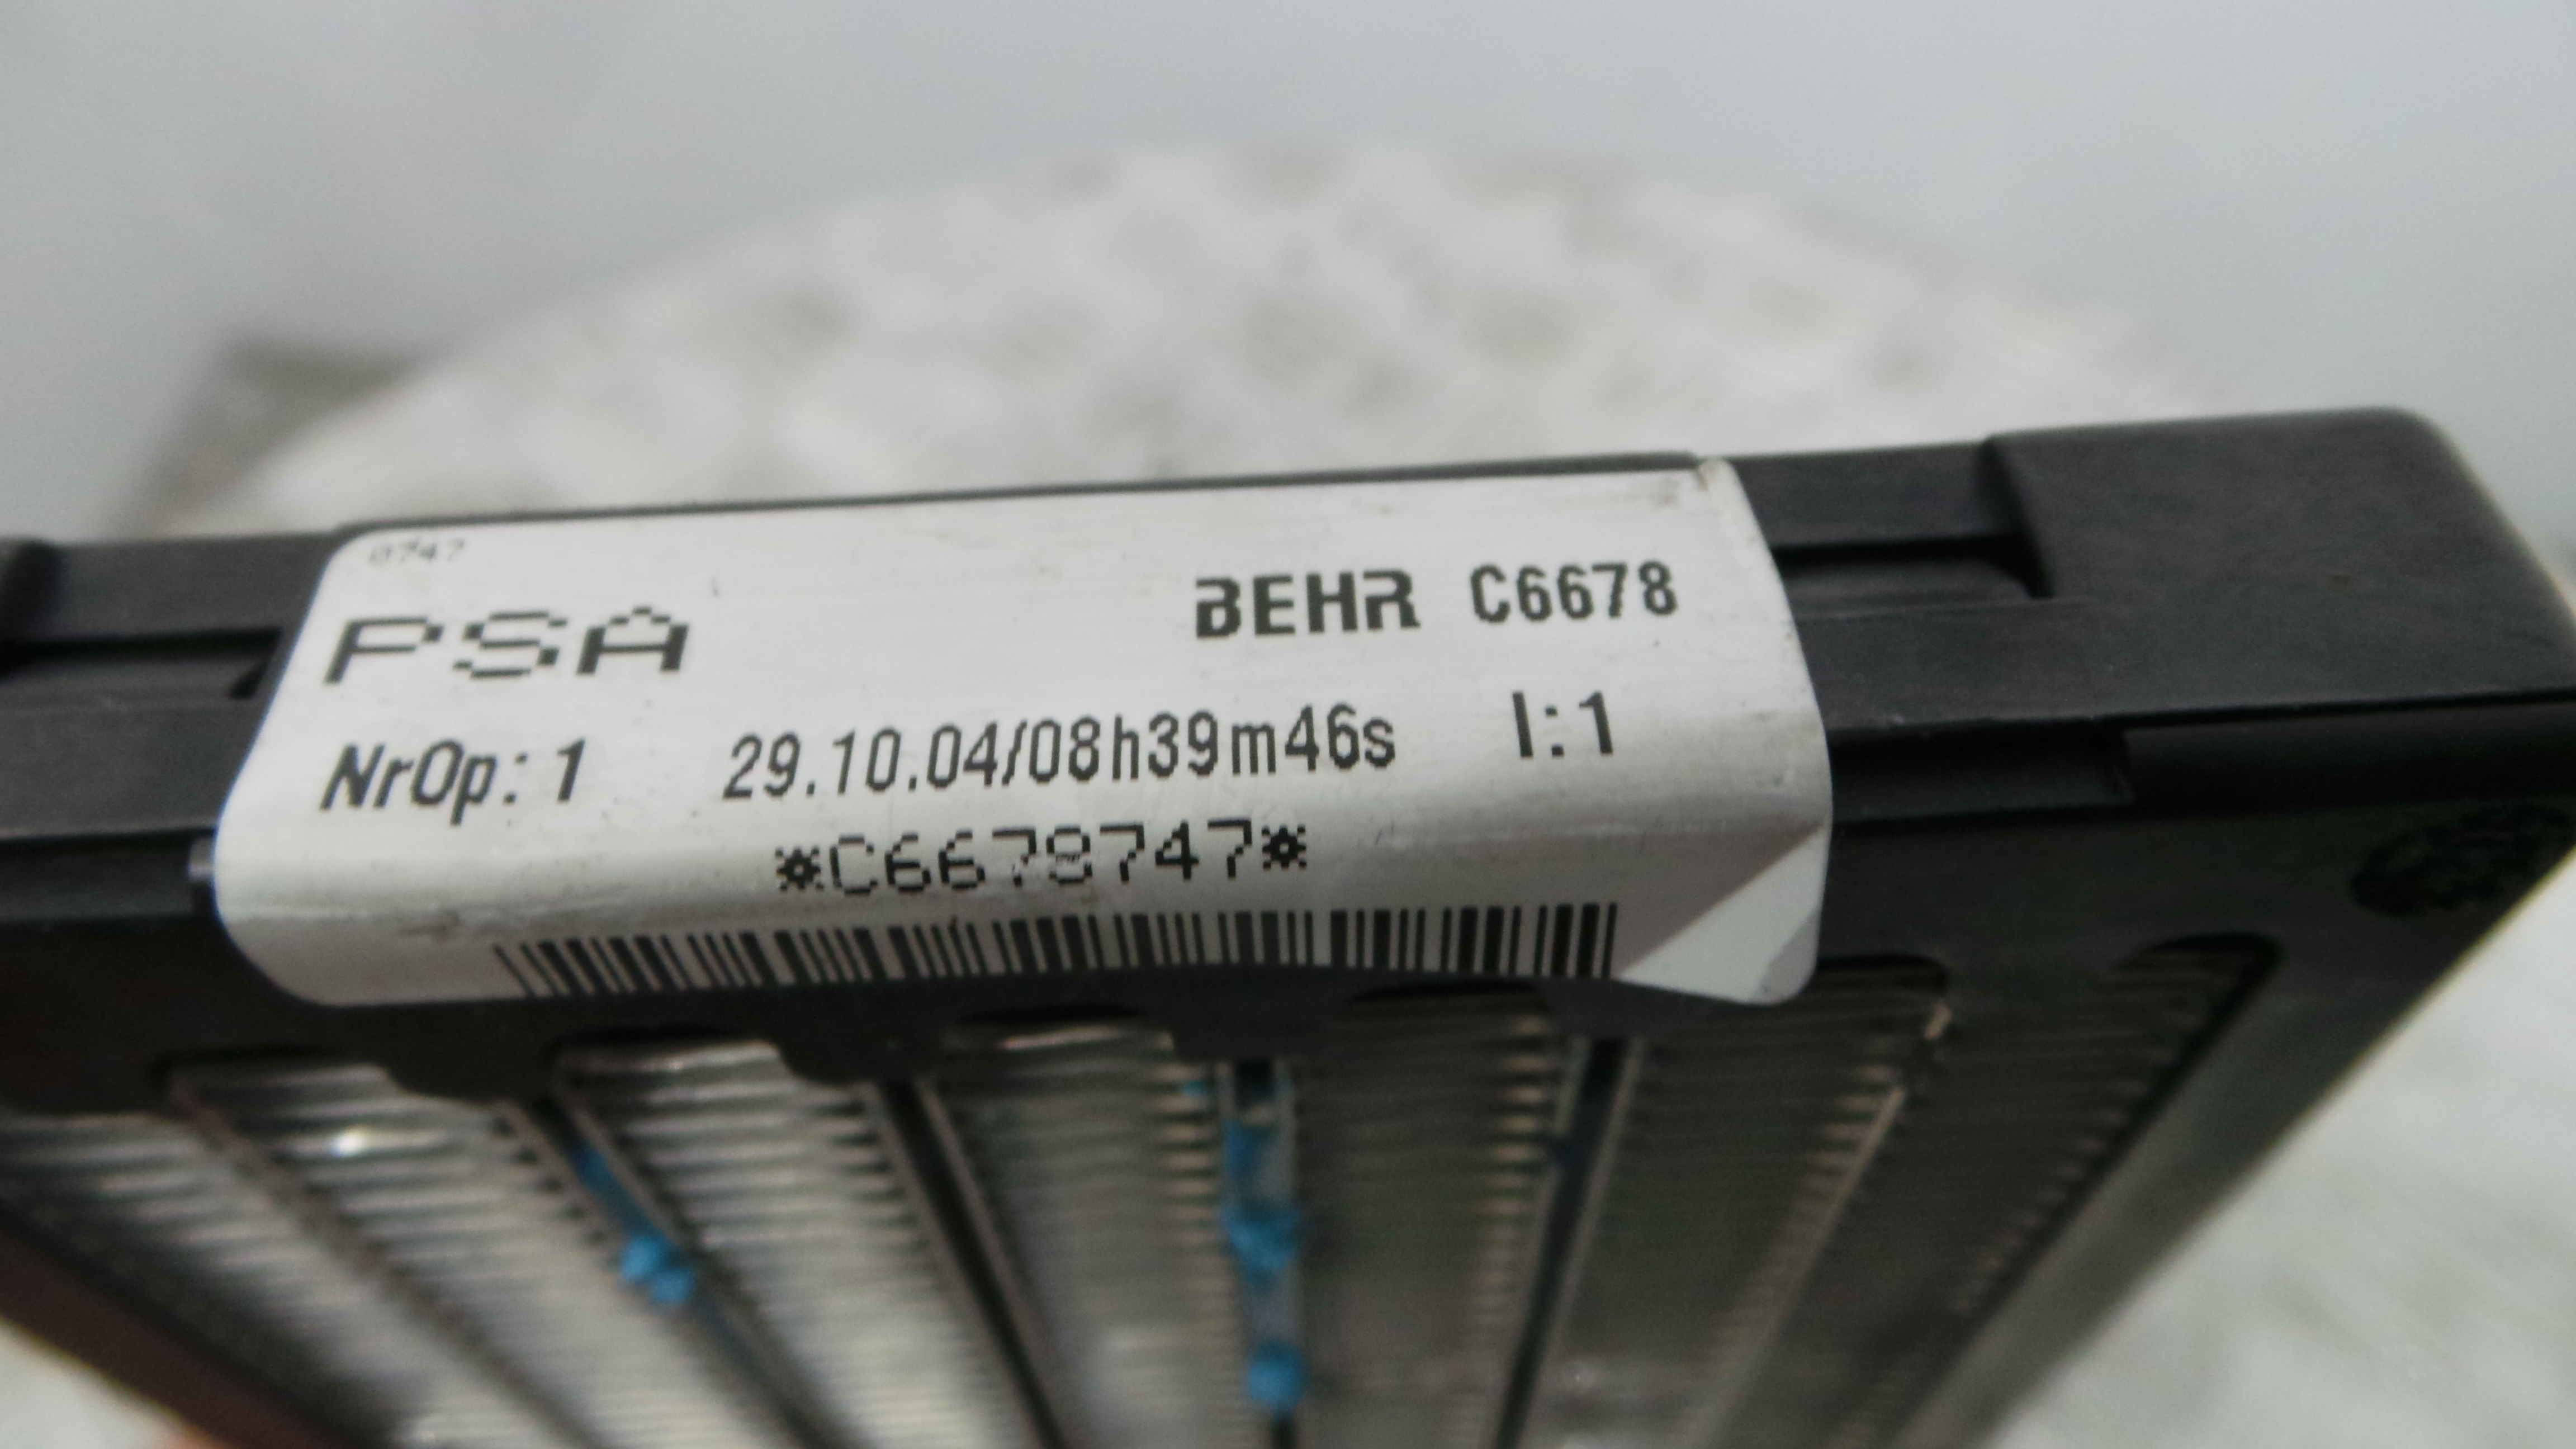 0747
PSA BEHR C6678
NrOp: 1 29.10.04/08h39m46s I:1
*C6678747*